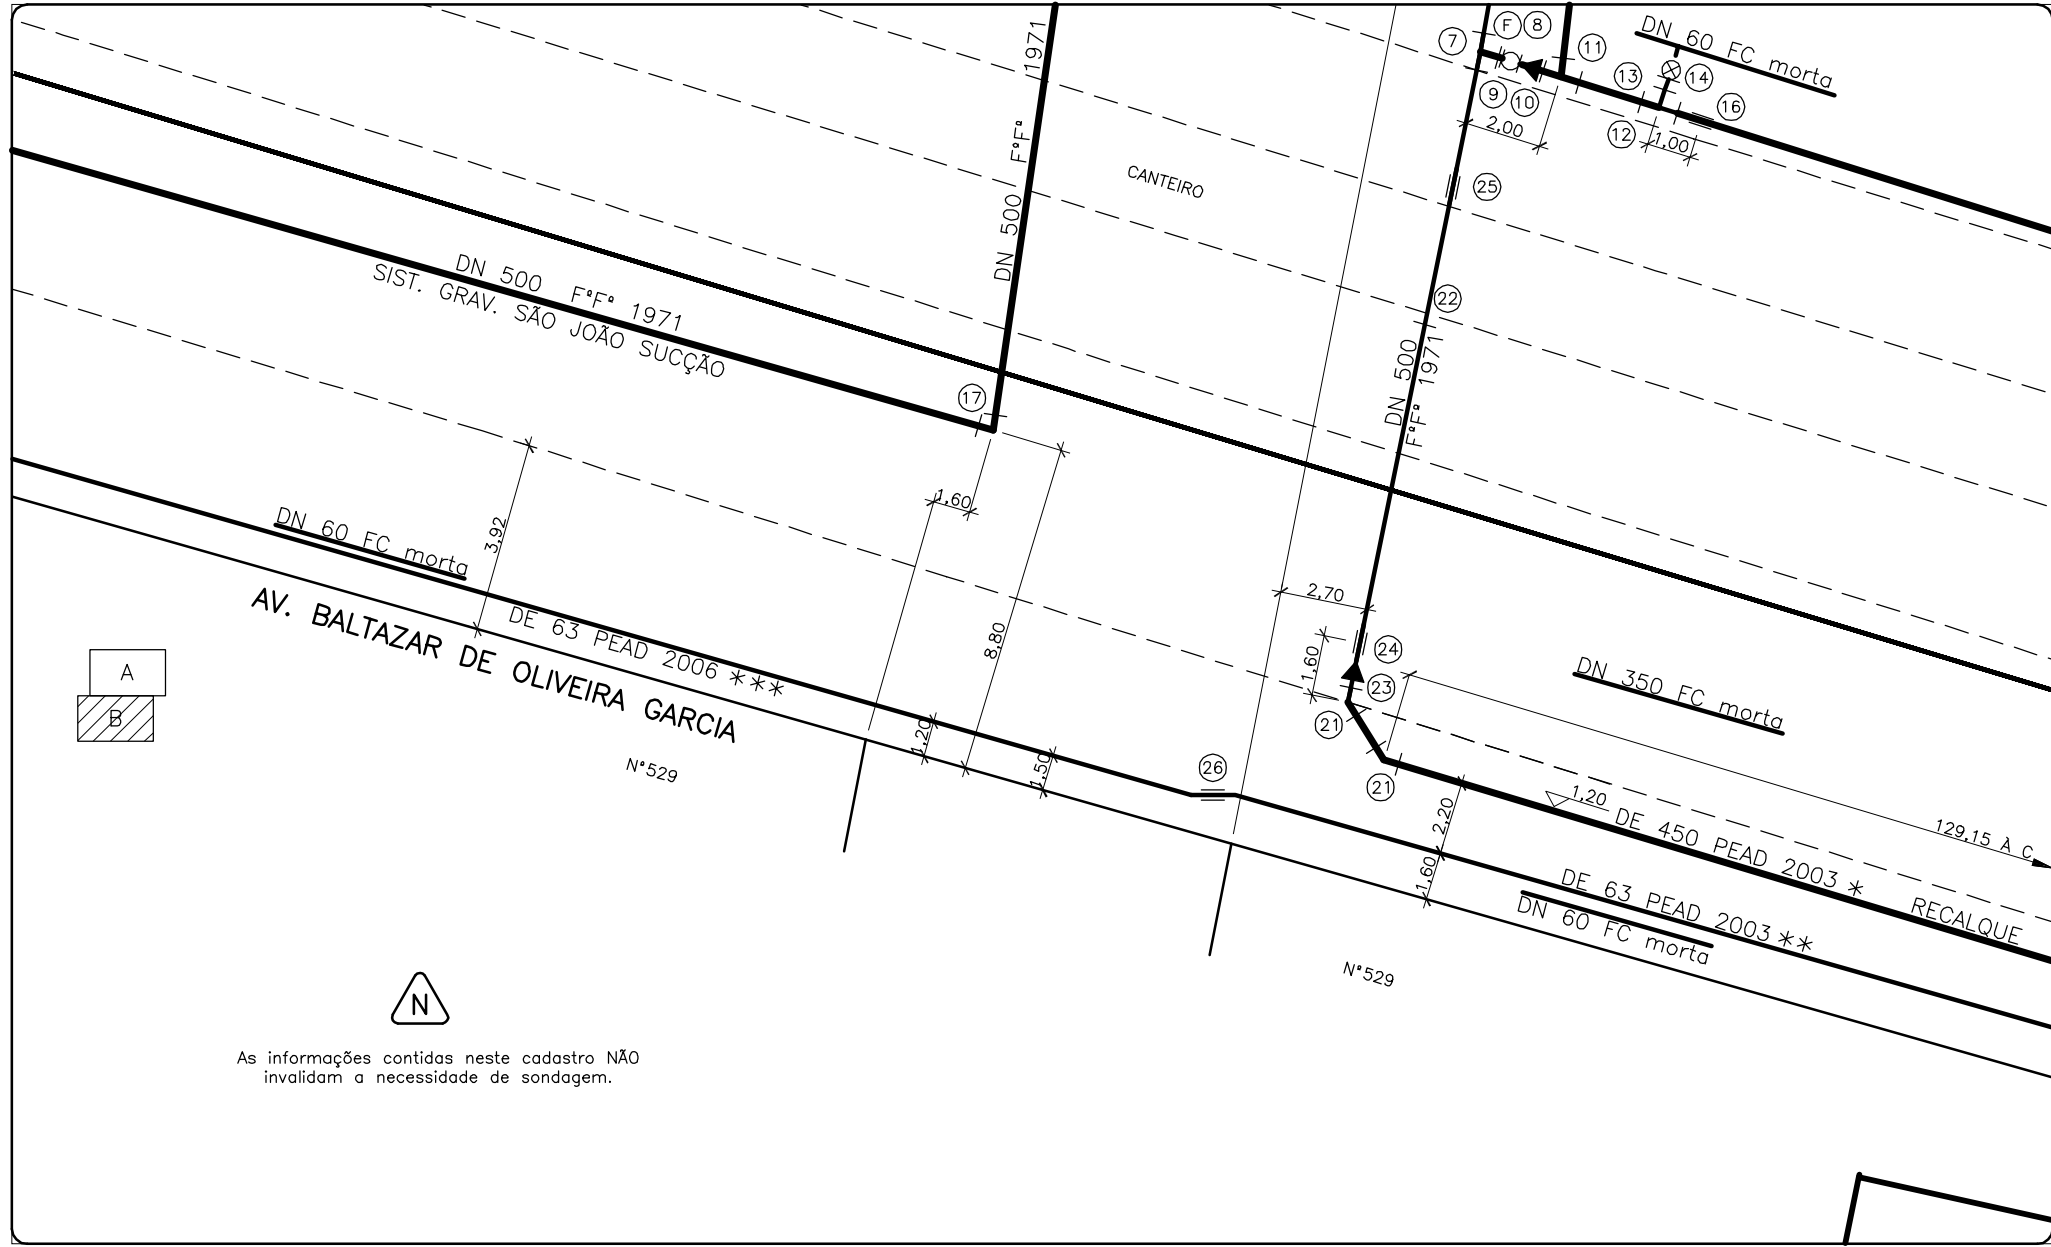 F
8
7
11
DN 60 FC morta
13
14
9
10
16
12
2,00
1,00
1971
FºFº
DN 500
CANTEIRO
25
22
DN 500
FºFº 1971
DN 500 FºFº 1971
SIST. GRAV. SÃO JOÃO SUCÇÃO
17
1,60
3,92
DN 60 FC morta
DE 63 PEAD 2006 ***
AV. BALTAZAR DE OLIVEIRA GARCIA
8,80
2,70
1,60
24
23
21
21
DN 350 FC morta
A
B
1,20
1,50
Nº529
26
1,20
2,20
1,60
129,15 À C
DE 450 PEAD 2003 *
RECALQUE
DE 63 PEAD 2003 **
DN 60 FC morta
Nº529
N
As informações contidas neste cadastro NÃO
invalidam a necessidade de sondagem.